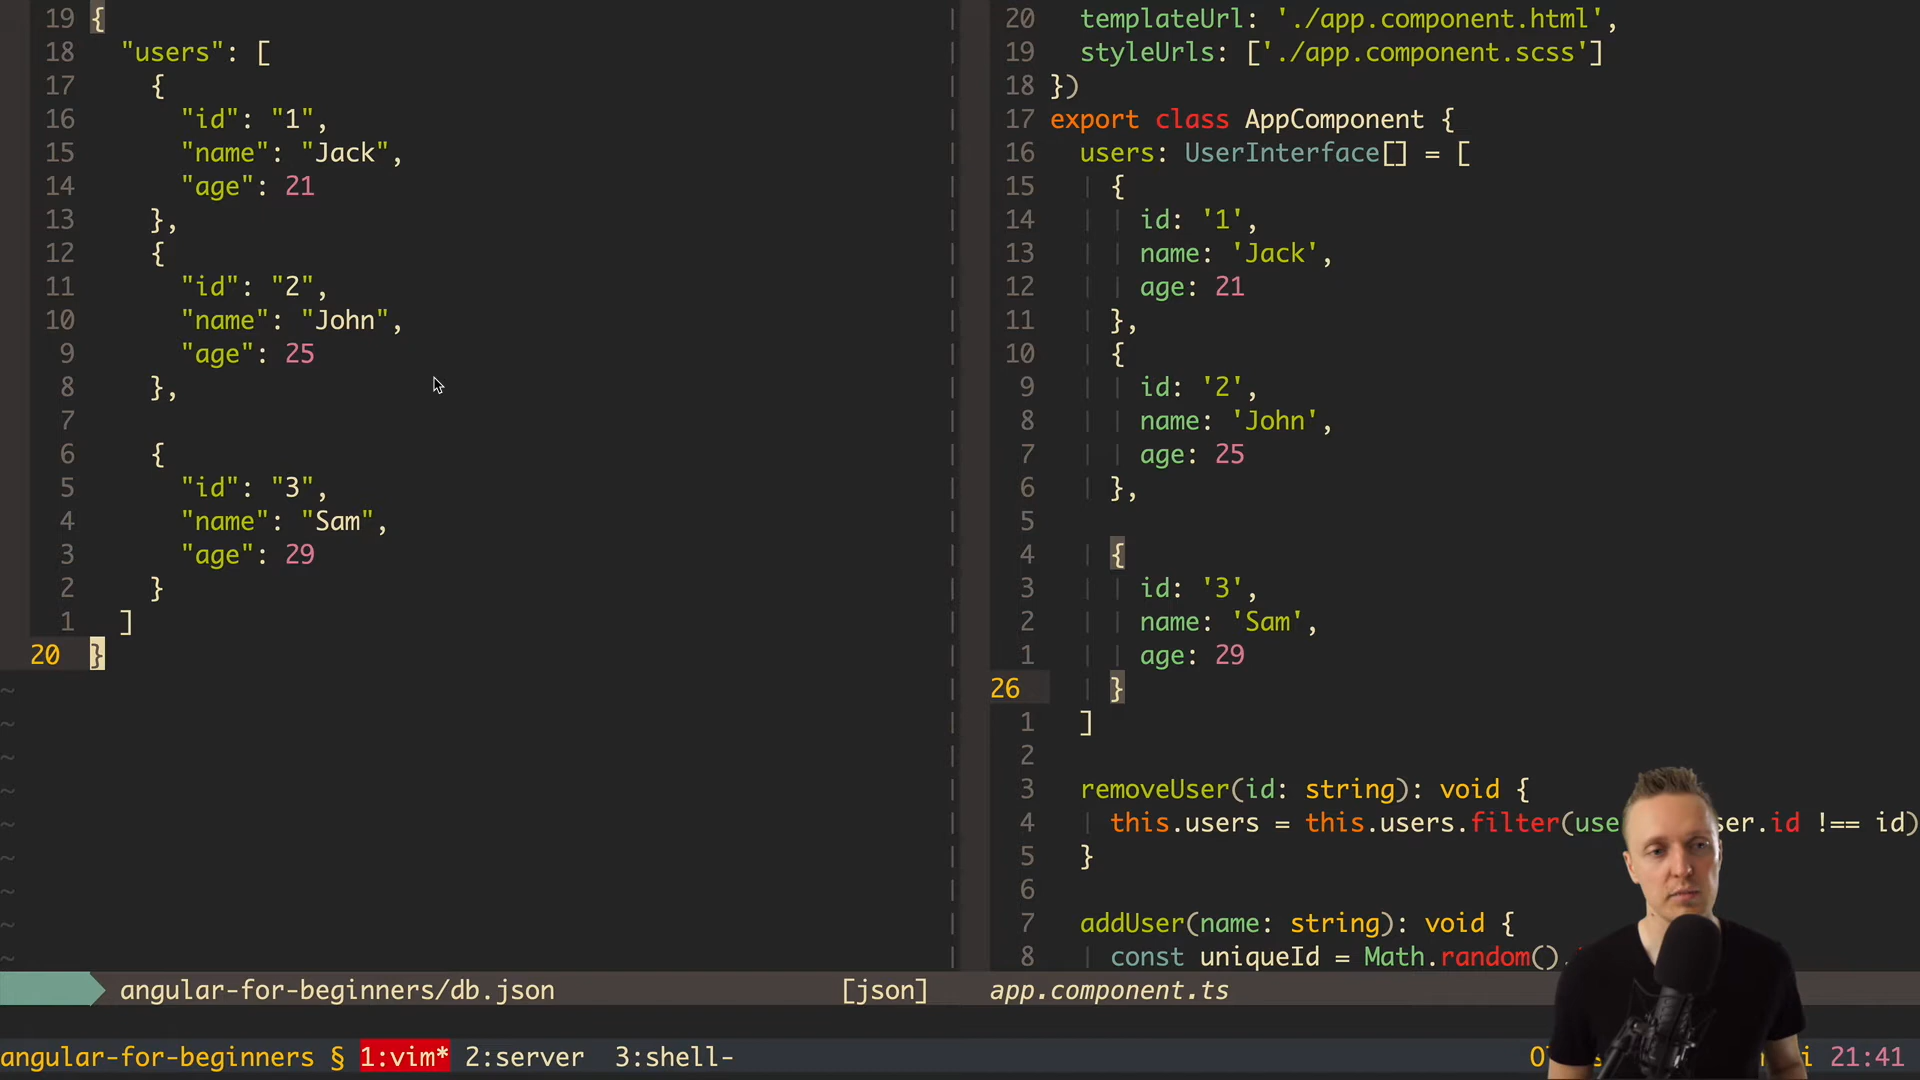 19 {
18 "users": [
17 {
16 "id": "1",
15 "name": "Jack",
14 "age": 21
13 },
12 {
11 "id": "2",
10 "name": "John",
9 "age": 25
8 },
7
6 {
5 "id": "3",
4 "name": "Sam",
3 "age": 29
2 }
1 ]
20 }
~
~
~
~
~
~
~
~
~
20 templateUrl: './app.component.html',
19 styleUrls: ['./app.component.scss']
18 })
17 export class AppComponent {
16 users: UserInterface[] = [
15 {
14 id: '1',
13 name: 'Jack',
12 age: 21
11 },
10 {
9 id: '2',
8 name: 'John',
7 age: 25
6 },
5
4 {
3 id: '3',
2 name: 'Sam',
1 age: 29
26 }
1 ]
2
3 removeUser(id: string): void {
4 this.users = this.users.filter(use ser.id !== id)
5 }
6
7 addUser(name: string): void {
8 const uniqueId = Math.random().
angular-for-beginners/db.json [json]
app.component.ts
angular-for-beginners § 1:vim* 2:server 3:shell- 21:41